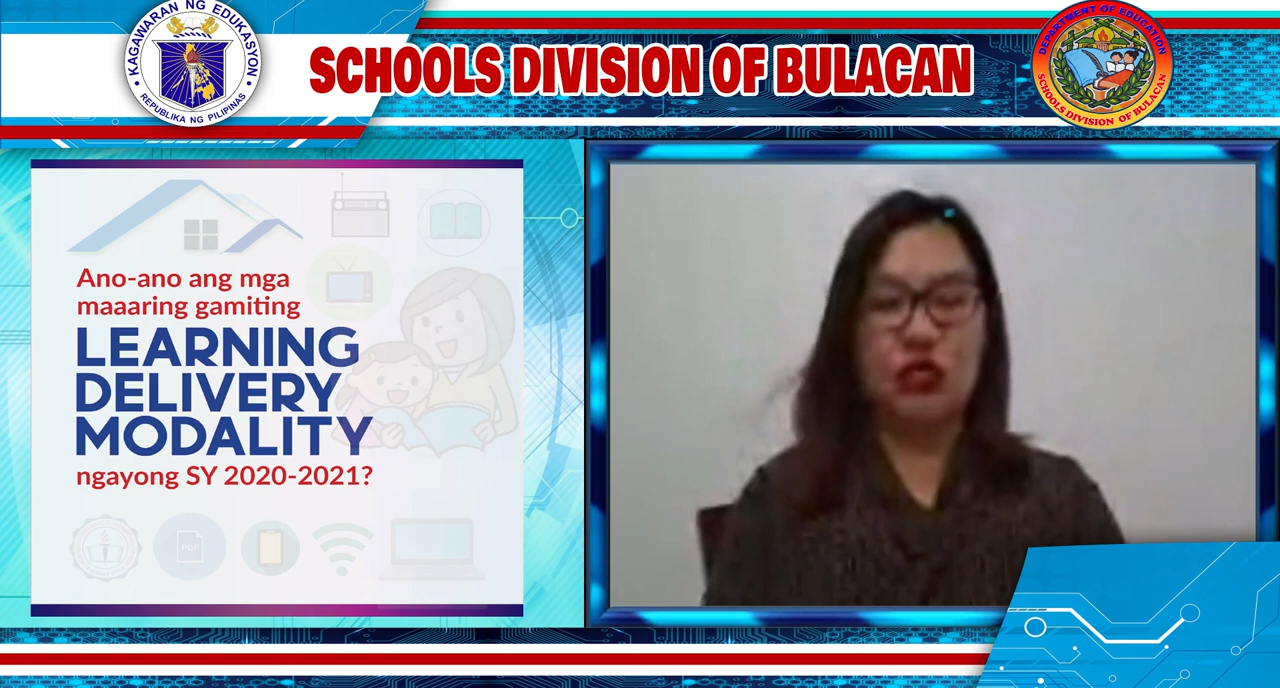 KAGAWARAN NG EDUKASYON
REPUBLIKA NG PILIPINAS
SCHOOLS DIVISION OF BULACAN
DEPARTMENT OF EDUCATION
SCHOOLS DIVISION OF BULACAN
Ano-ano ang mga
maaaring gamiting
LEARNING
DELIVERY
MODALITY
ngayong SY 2020-2021?
PDF